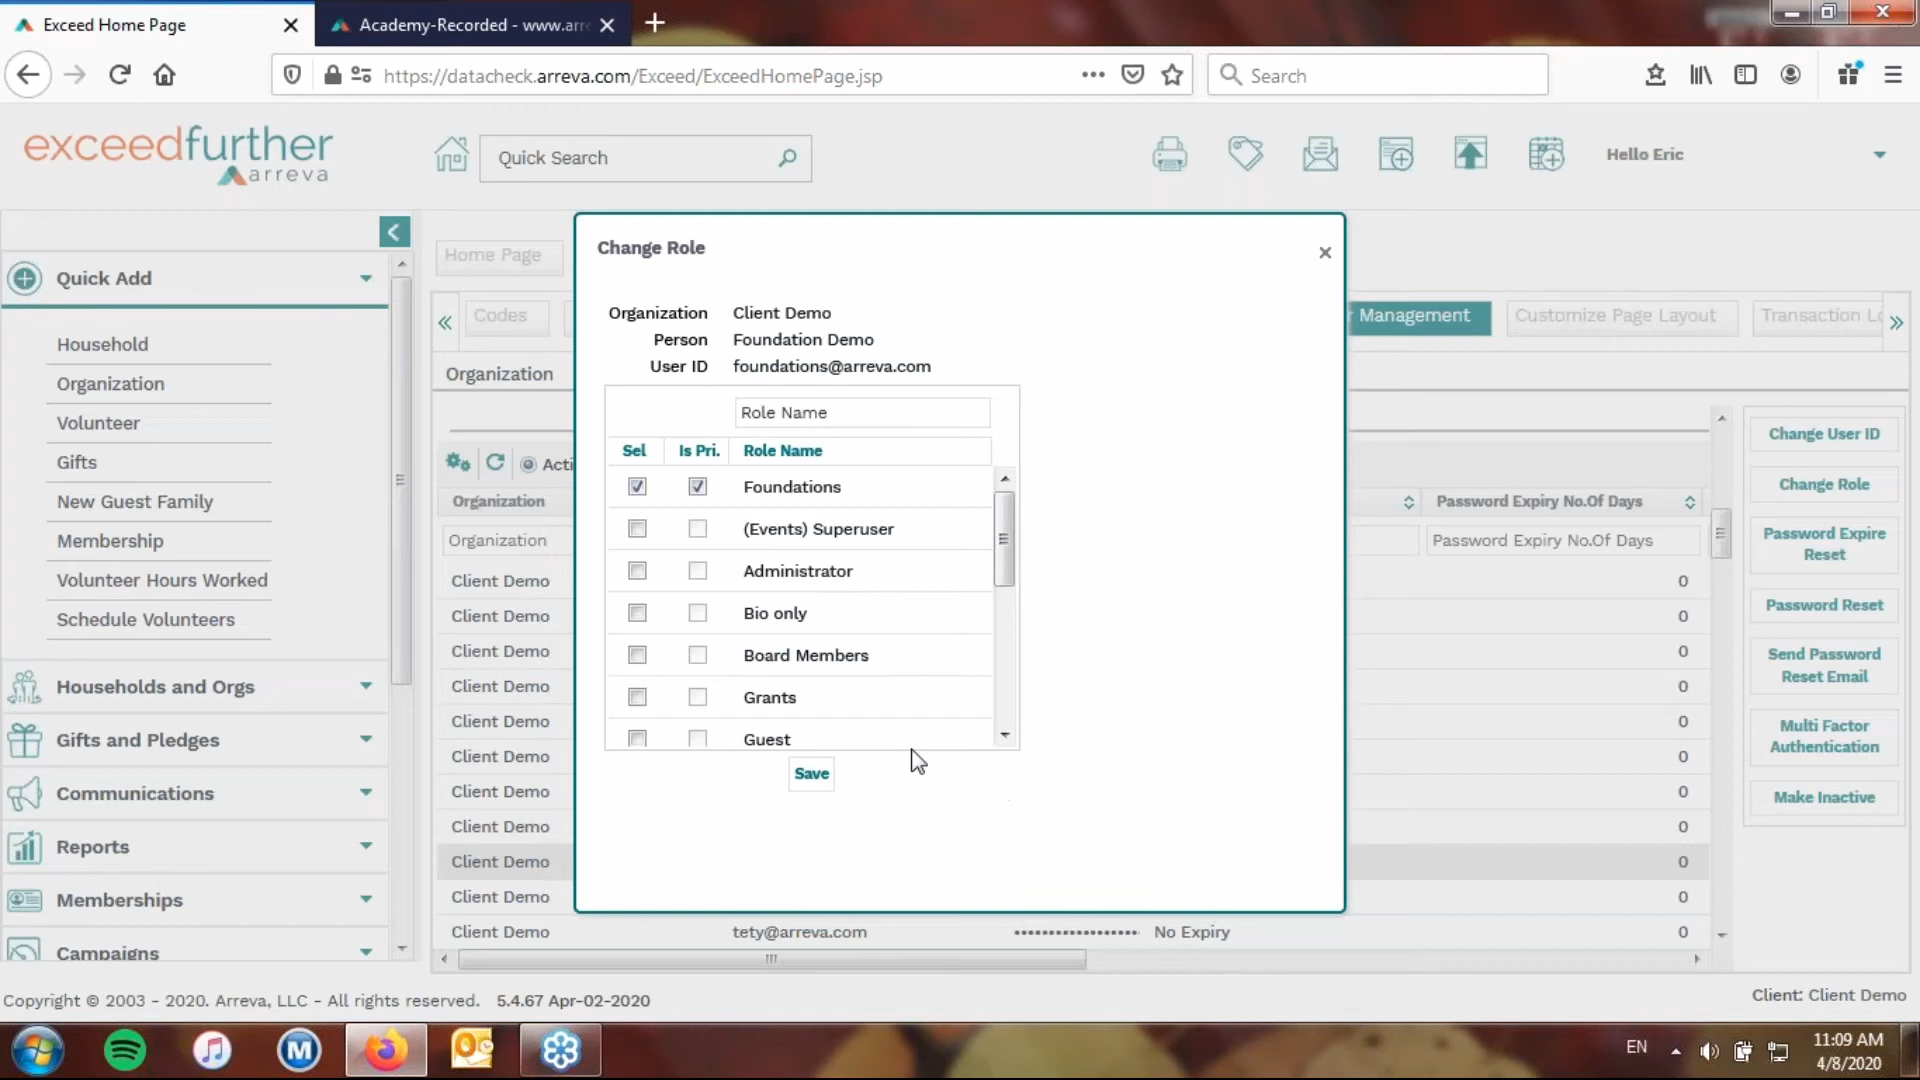 Exceed Home Page
Academy-Recorded - www.arre
https://datacheck.arreva.com/Exceed/ExceedHomePage.jsp
Search
exceedfurther
arreva
Quick Search
Hello Eric
Quick Add
Household
Organization
Volunteer
Gifts
New Guest Family
Membership
Volunteer Hours Worked
Schedule Volunteers
Households and Orgs
Gifts and Pledges
Communications
Reports
Memberships
Campaigns
Home Page
Codes
r Management
Customize Page Layout
Transaction Lo
Organization
Acti
Organization
Password Expiry No.Of Days
Organization
Password Expiry No.Of Days
Client Demo 0
Client Demo 0
Client Demo 0
Client Demo 0
Client Demo 0
Client Demo 0
Client Demo 0
Client Demo 0
Client Demo 0
Client Demo 0
Client Demo tety@arreva.com •••••••••••••••••• No Expiry 0
Change Role
Organization Client Demo
Person Foundation Demo
User ID foundations@arreva.com
Role Name
Sel Is Pri. Role Name
Foundations
(Events) Superuser
Administrator
Bio only
Board Members
Grants
Guest
Save
Change User ID
Change Role
Password Expire
Reset
Password Reset
Send Password
Reset Email
Multi Factor
Authentication
Make Inactive
Copyright © 2003 - 2020. Arreva, LLC - All rights reserved. 5.4.67 Apr-02-2020
Client: Client Demo
EN
11:09 AM
4/8/2020